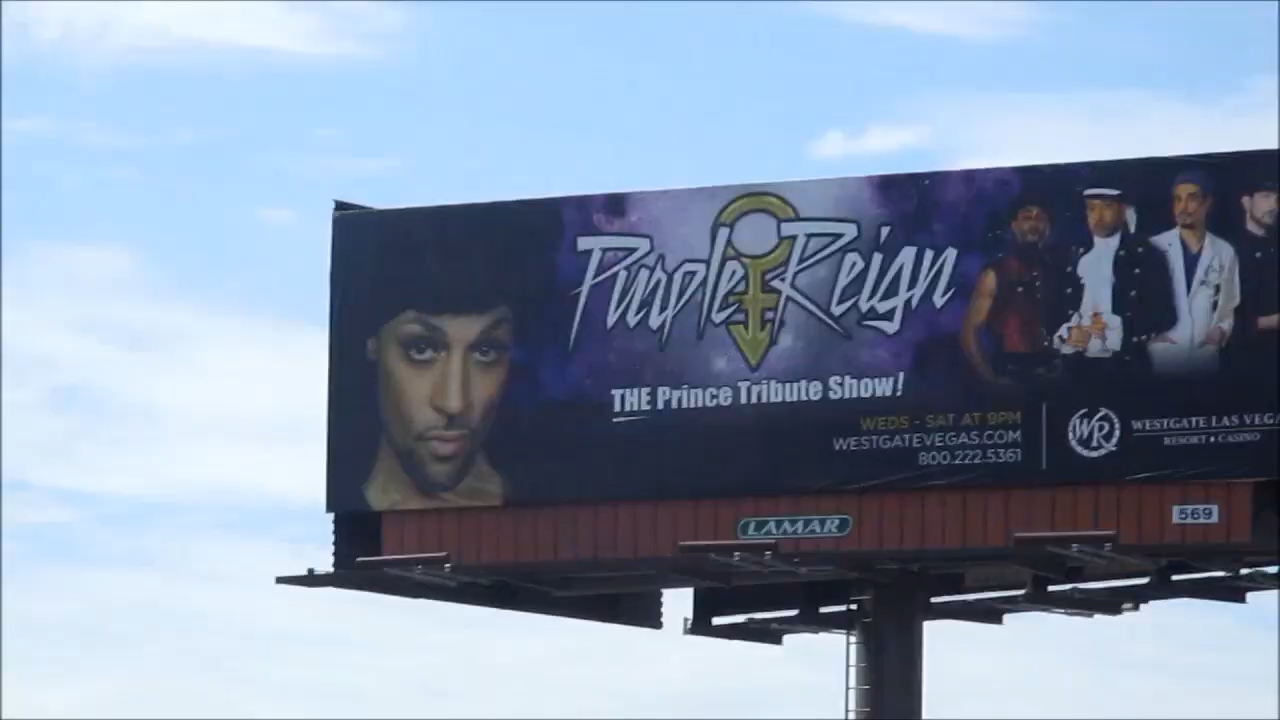 Purple Reign
THE Prince Tribute Show!
WEDS - SAT AT 9PM
WESTGATEVEGAS.COM
800.222.5361
WR
WESTGATE LAS VEGA
RESORT ♦ CASINO
LAMAR
569